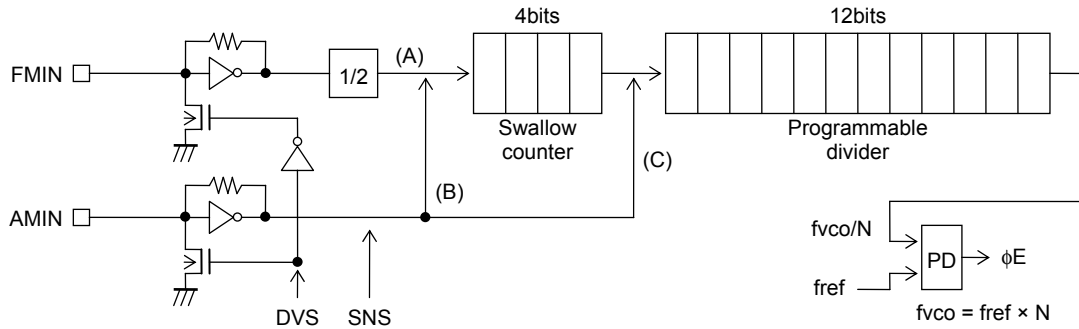 4bits
12bits
FMIN
1/2
(A)
Swallow
counter
Programmable
divider
(C)
(B)
AMIN
fvco/N
PD
φE
fref
DVS
SNS
fvco = fref × N